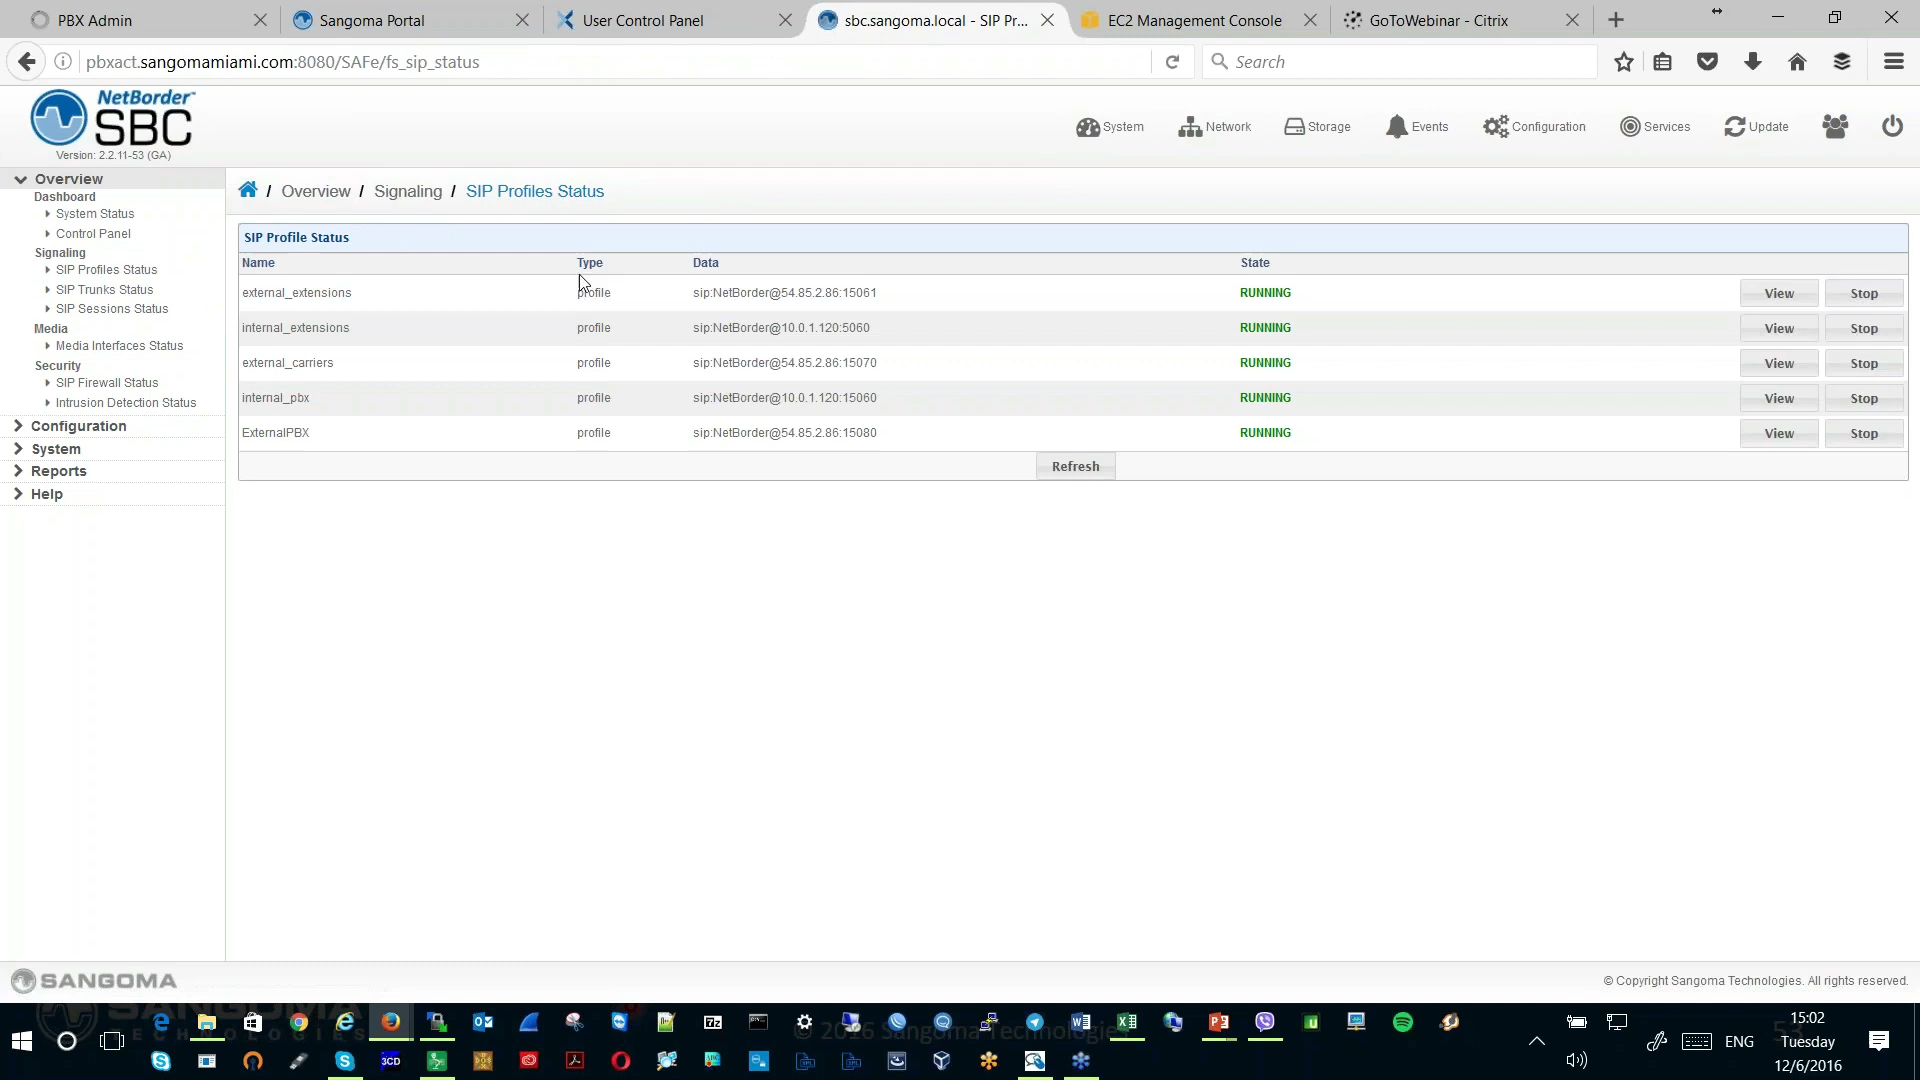 PBX Admin
Sangoma Portal
User Control Panel
sbc.sangoma.local - SIP Pr...
EC2 Management Console
GoToWebinar - Citrix
pbxact.sangomamiami.com:8080/SAFe/fs_sip_status
Search
NetBorder™
SBC
Version: 2.2.11-53 (GA)
System
Network
Storage
Events
Configuration
Services
Update
Overview
Dashboard
System Status
Control Panel
Signaling
SIP Profiles Status
SIP Trunks Status
SIP Sessions Status
Media
Media Interfaces Status
Security
SIP Firewall Status
Intrusion Detection Status
Configuration
System
Reports
Help
/ Overview / Signaling / SIP Profiles Status
SIP Profile Status
Name Type Data State
external_extensions profile sip:NetBorder@54.85.2.86:15061 RUNNING View Stop
internal_extensions profile sip:NetBorder@10.0.1.120:5060 RUNNING View Stop
external_carriers profile sip:NetBorder@54.85.2.86:15070 RUNNING View Stop
internal_pbx profile sip:NetBorder@10.0.1.120:15060 RUNNING View Stop
ExternalPBX profile sip:NetBorder@54.85.2.86:15080 RUNNING View Stop
Refresh
SANGOMA
© Copyright Sangoma Technologies. All rights reserved.
SANGOMA
TECHNOLOGIES
© 2016 Sangoma Technologies
53
ENG
15:02
Tuesday
12/6/2016